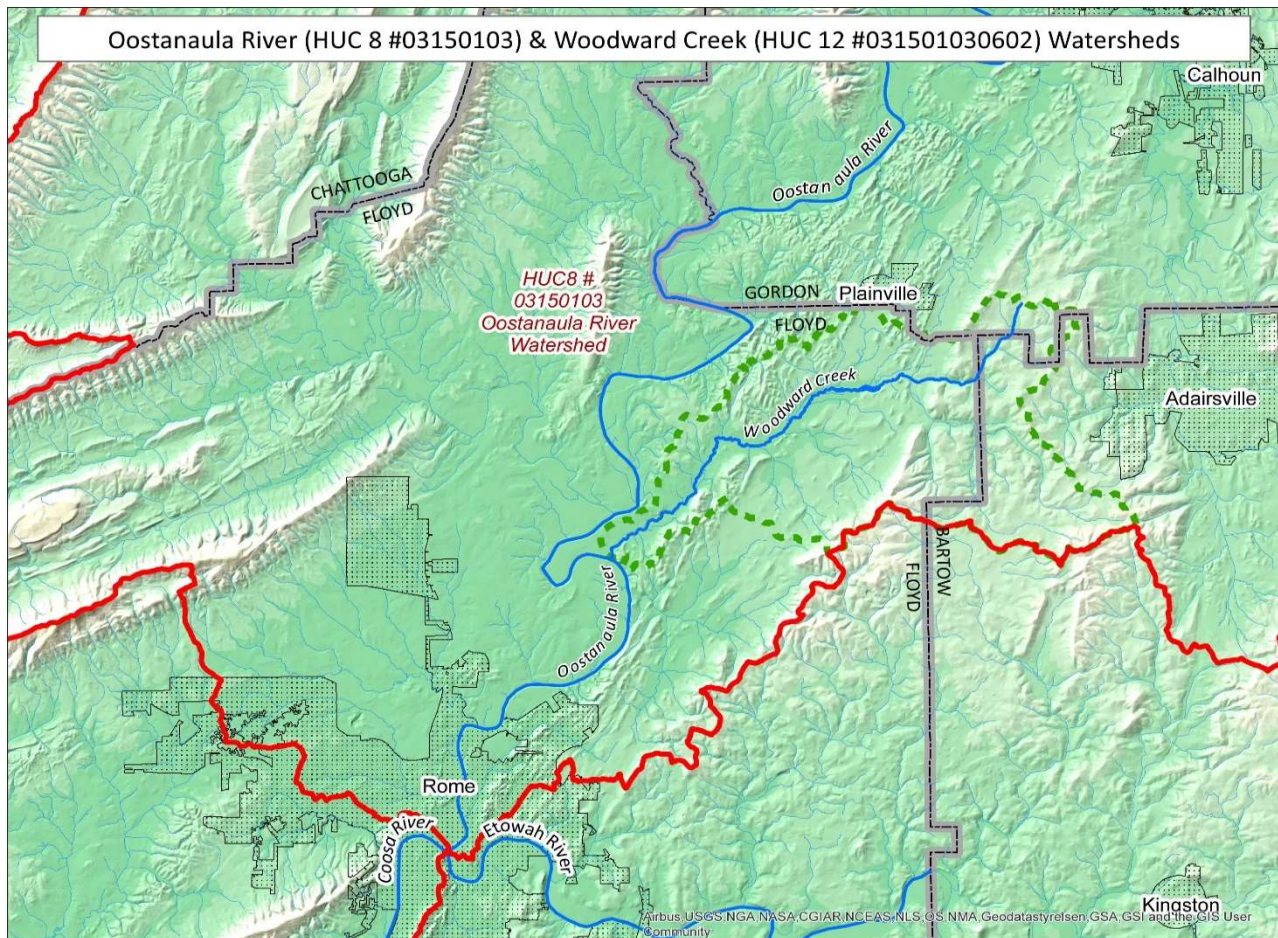 Oostanaula River (HUC 8 #03150103) & Woodward Creek (HUC 12 #031501030602) Watersheds
Calhoun
Oostanaula River
CHATTOOGA
FLOYD
HUC8 #
03150103
Oostanaula River
Watershed
GORDON
Plainville
FLOYD
Woodward Creek
Adairsville
BARTOW
FLOYD
Oostanaula River
Rome
Coosa River
Etowah River
Kingston
Airbus,USGS,NGA,NASA,CGIAR,NCEAS,NLS,OS,NMA,Geodatastyrelsen,GSA,GSI and the GIS User
Community